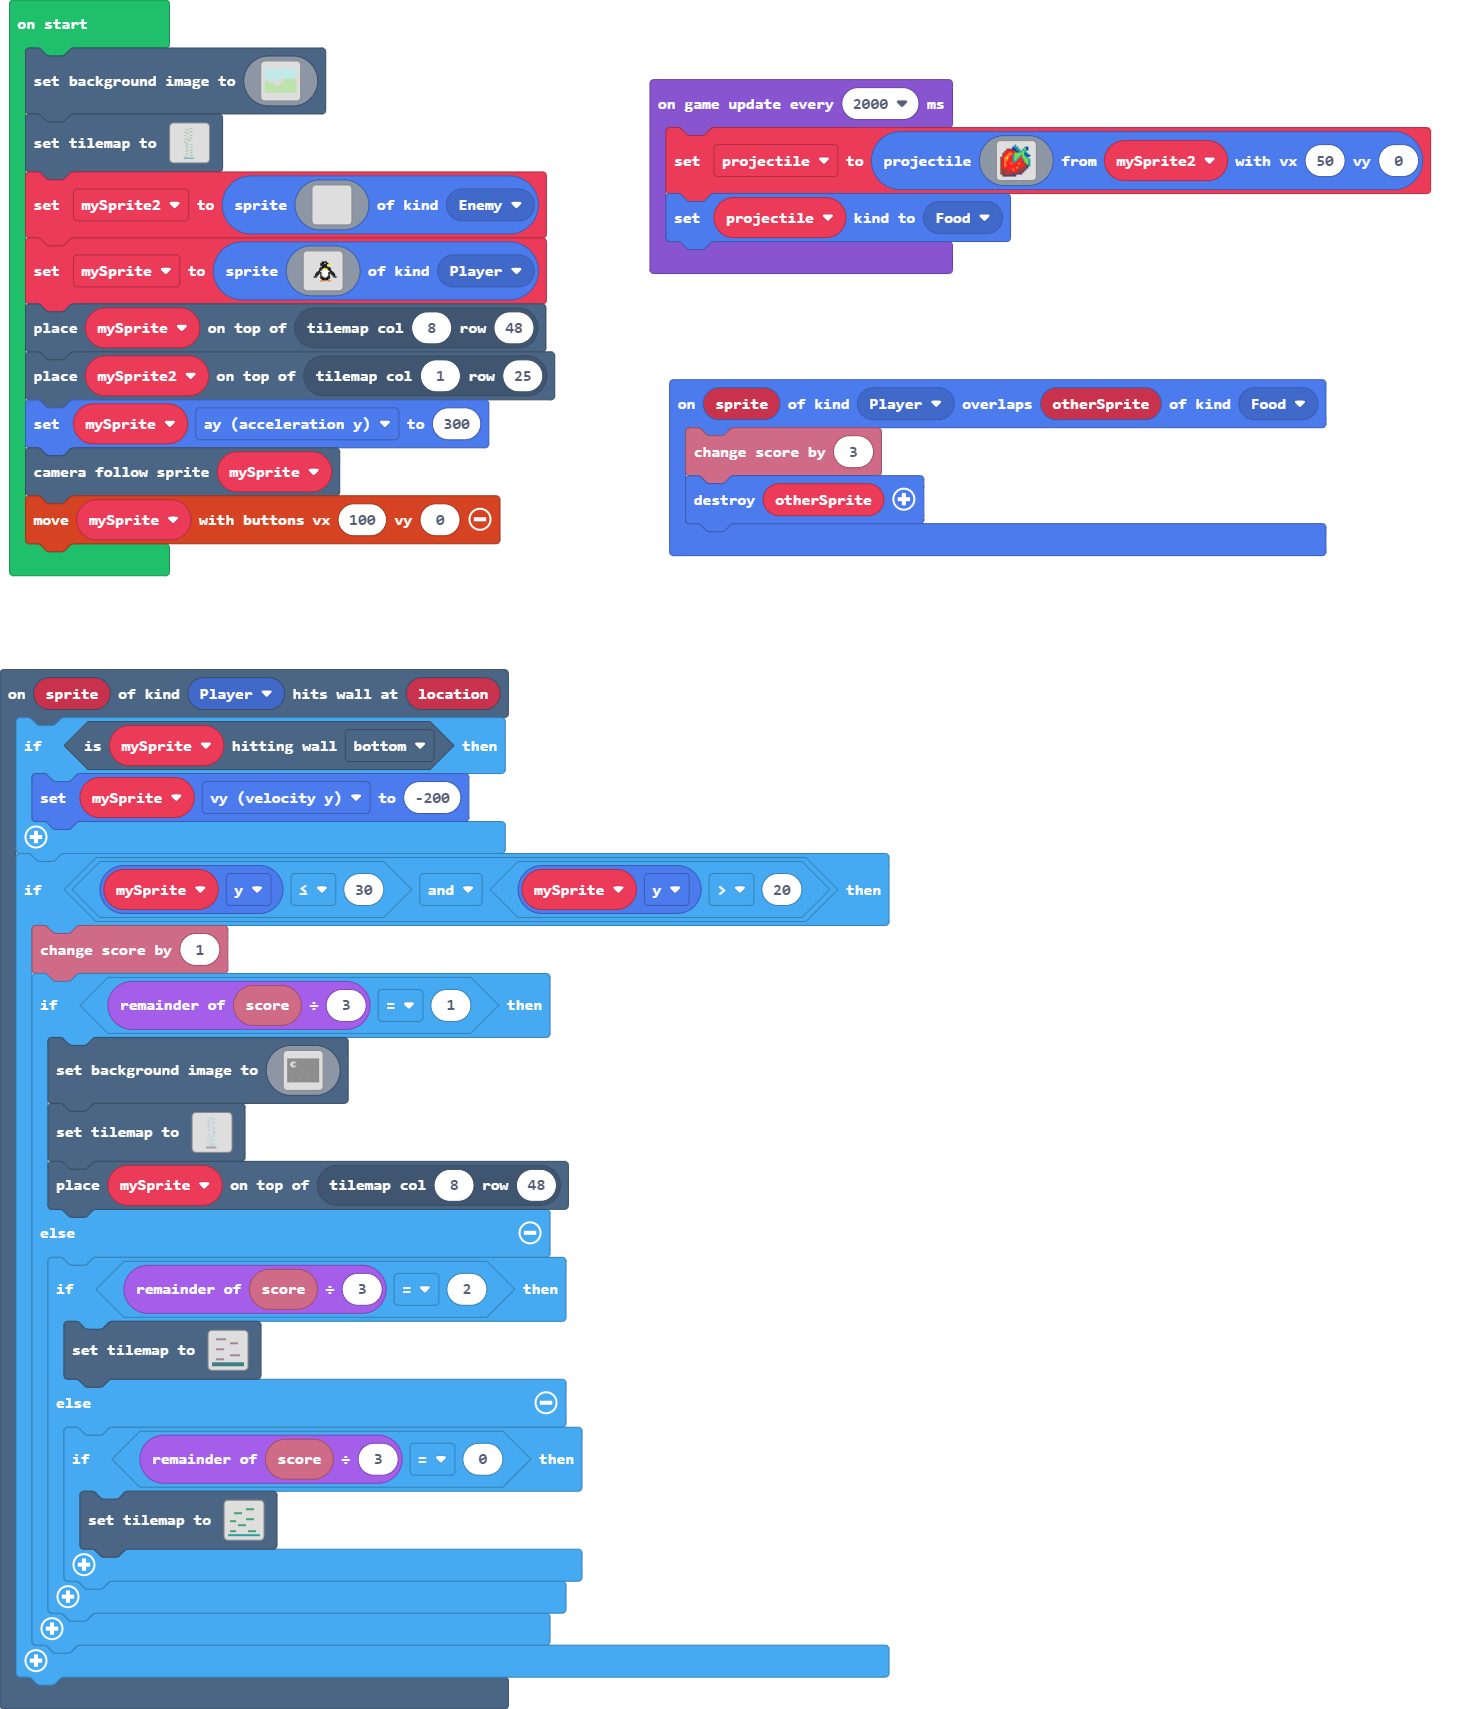 on start
set background image to
set tilemap to
set mySprite2 to sprite of kind Enemy
set mySprite to sprite of kind Player
place mySprite on top of tilemap col 8 row 48
place mySprite2 on top of tilemap col 1 row 25
set mySprite ay (acceleration y) to 300
camera follow sprite mySprite
move mySprite with buttons vx 100 vy 0
on game update every 2000 ms
set projectile to projectile from mySprite2 with vx 50 vy 0
set projectile kind to Food
on sprite of kind Player overlaps otherSprite of kind Food
change score by 3
destroy otherSprite
on sprite of kind Player hits wall at location
if is mySprite hitting wall bottom then
set mySprite vy (velocity y) to -200
if mySprite y ≤ 30 and mySprite y > 20 then
change score by 1
if remainder of score ÷ 3 = 1 then
set background image to
set tilemap to
place mySprite on top of tilemap col 8 row 48
else
if remainder of score ÷ 3 = 2 then
set tilemap to
else
if remainder of score ÷ 3 = 0 then
set tilemap to